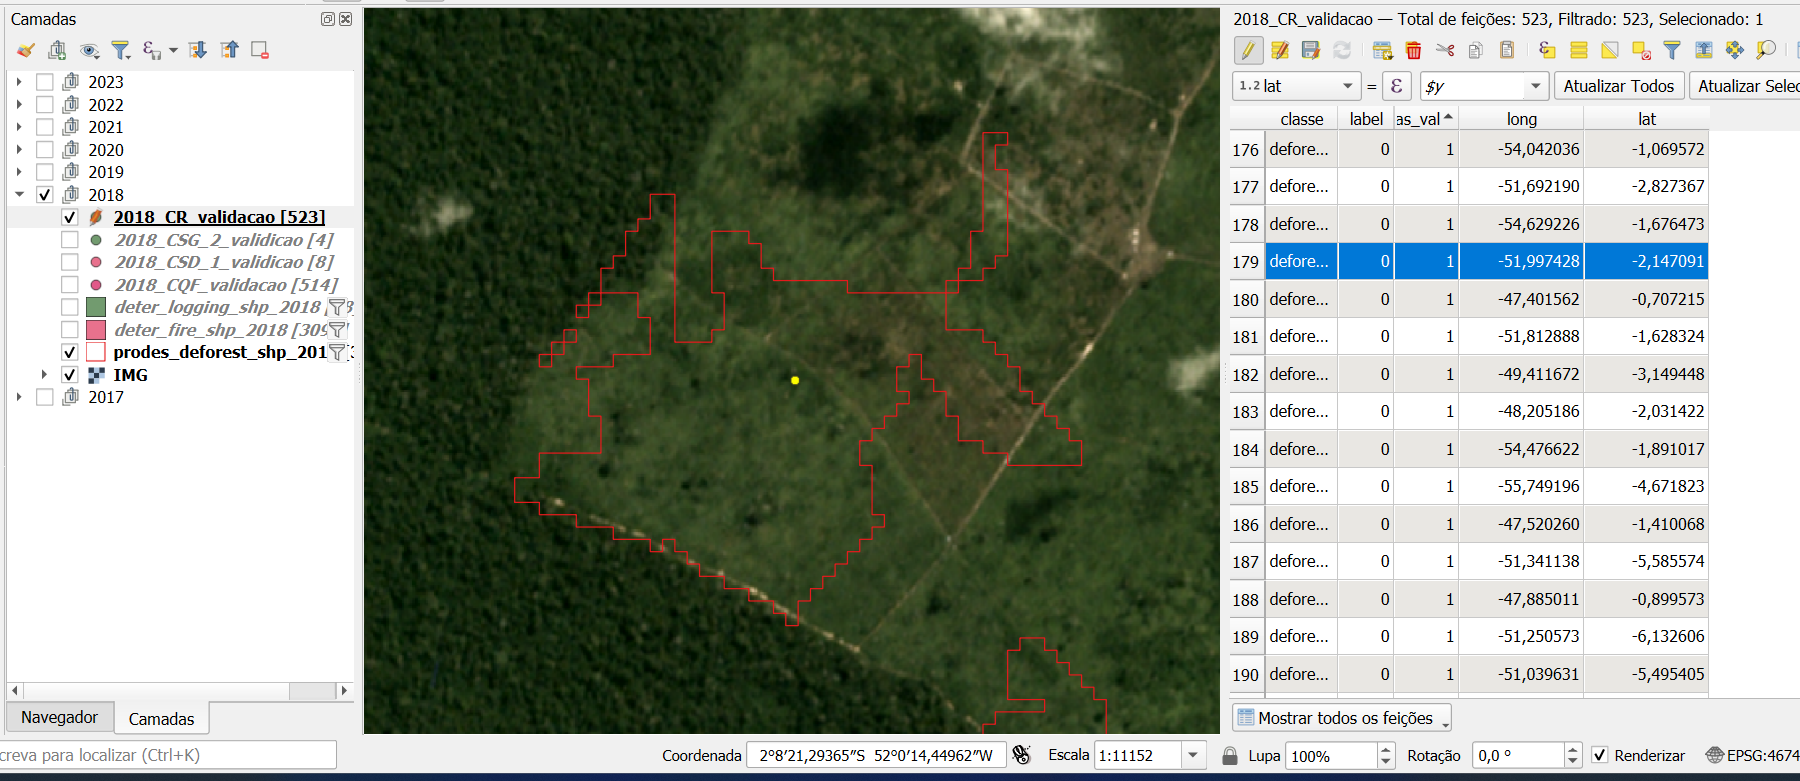 Camadas
2023
2022
2021
2020
2019
2018
2018_CR_validacao [523]
2018_CSG_2_validicao [4]
2018_CSD_1_validicao [8]
2018_CQF_validacao [514]
deter_logging_shp_2018
deter_fire_shp_2018 [309
prodes_deforest_shp_201
IMG
2017
Navegador
Camadas
creva para localizar (Ctrl+K)
2018_CR_validacao — Total de feições: 523, Filtrado: 523, Selecionado: 1
1.2 lat = ε $y Atualizar Todos Atualizar Selec
classe label as_val long lat
176 defore... 0 1 -54,042036 -1,069572
177 defore... 0 1 -51,692190 -2,827367
178 defore... 0 1 -54,629226 -1,676473
179 defore... 0 1 -51,997428 -2,147091
180 defore... 0 1 -47,401562 -0,707215
181 defore... 0 1 -51,812888 -1,628324
182 defore... 0 1 -49,411672 -3,149448
183 defore... 0 1 -48,205186 -2,031422
184 defore... 0 1 -54,476622 -1,891017
185 defore... 0 1 -55,749196 -4,671823
186 defore... 0 1 -47,520260 -1,410068
187 defore... 0 1 -51,341138 -5,585574
188 defore... 0 1 -47,885011 -0,899573
189 defore... 0 1 -51,250573 -6,132606
190 defore... 0 1 -51,039631 -5,495405
Mostrar todos os feições
Coordenada 2°8′21,29365″S 52°0′14,44962″W Escala 1:11152 Lupa 100% Rotação 0,0 ° Renderizar EPSG:4674